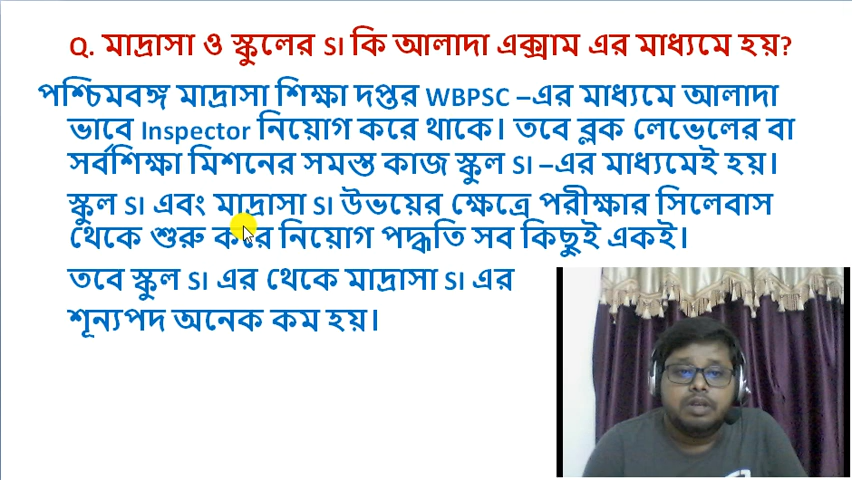 Q. মাদ্রাসা ও স্কুলের SI কি আলাদা এক্সাম এর মাধ্যমে হয়?
পশ্চিমবঙ্গ মাদ্রাসা শিক্ষা দপ্তর WBPSC –এর মাধ্যমে আলাদা
ভাবে Inspector নিয়োগ করে থাকে। তবে ব্লক লেভেলের বা
সর্বশিক্ষা মিশনের সমস্ত কাজ স্কুল SI –এর মাধ্যমেই হয়।
স্কুল SI এবং মাদ্রাসা SI উভয়ের ক্ষেত্রে পরীক্ষার সিলেবাস
থেকে শুরু করে নিয়োগ পদ্ধতি সব কিছুই একই।
তবে স্কুল SI এর থেকে মাদ্রাসা SI এর
শূন্যপদ অনেক কম হয়।